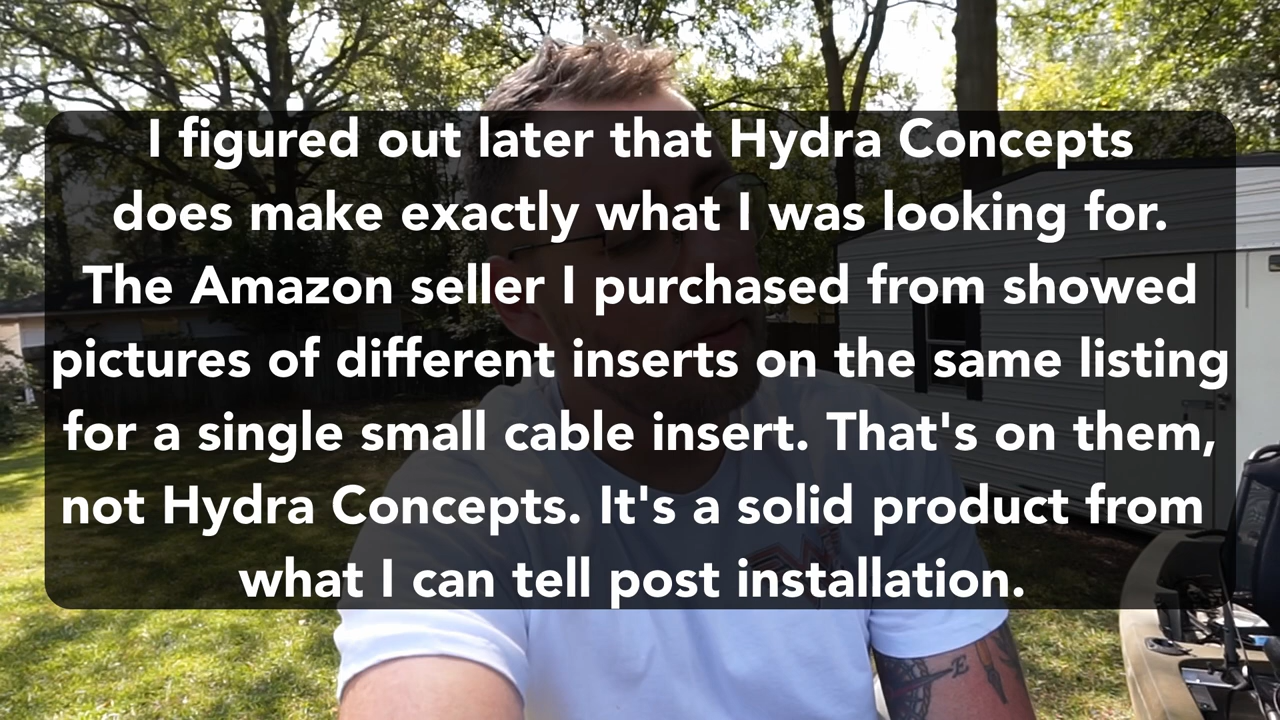 I figured out later that Hydra Concepts
does make exactly what I was looking for.
The Amazon seller I purchased from showed
pictures of different inserts on the same listing
for a single small cable insert. That's on them,
not Hydra Concepts. It's a solid product from
what I can tell post installation.
E